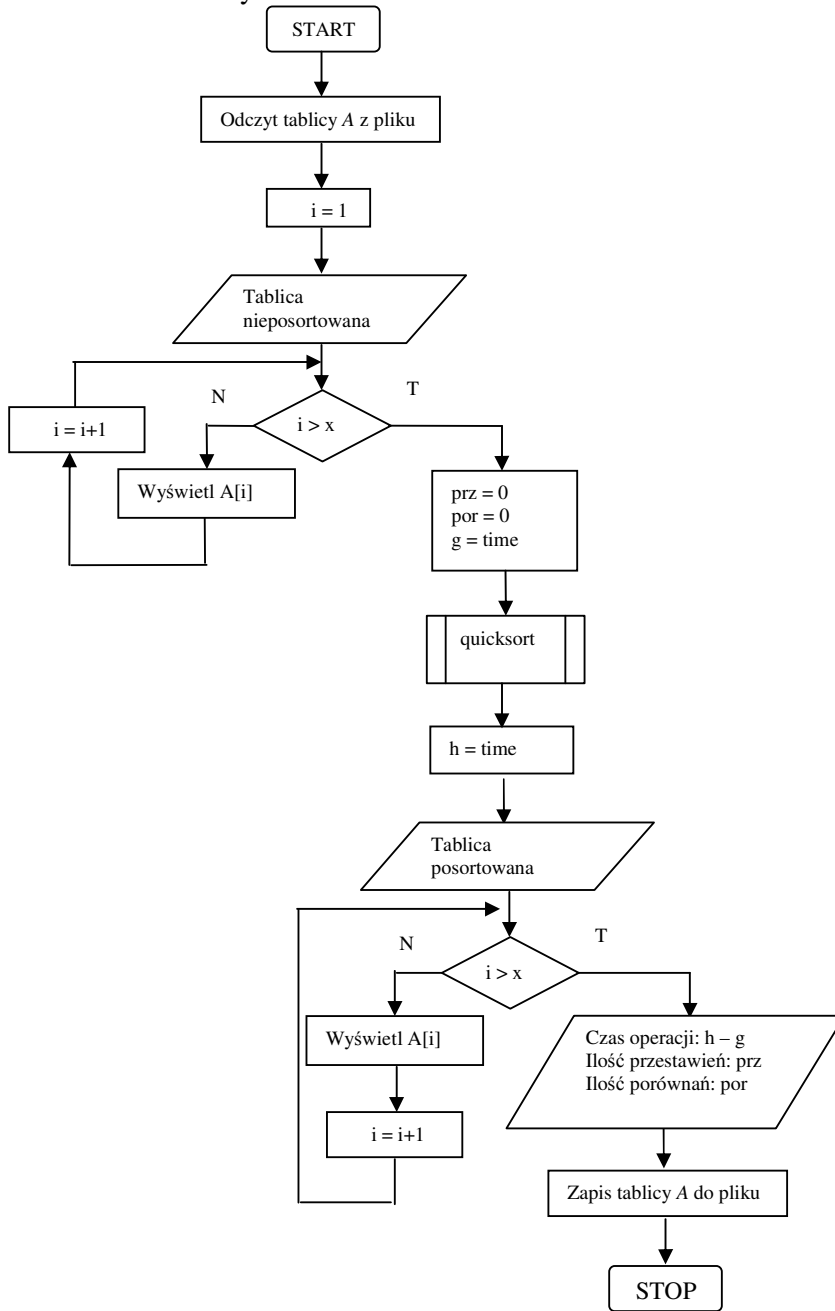 START
Odczyt tablicy A z pliku
i = 1
Tablica
nieposortowana
N
T
i = i+1
i > x
Wyświetl A[i]
prz = 0
por = 0
g = time
quicksort
h = time
Tablica
posortowana
N
T
i > x
Wyświetl A[i]
Czas operacji: h – g
Ilość przestawień: prz
Ilość porównań: por
i = i+1
Zapis tablicy A do pliku
STOP